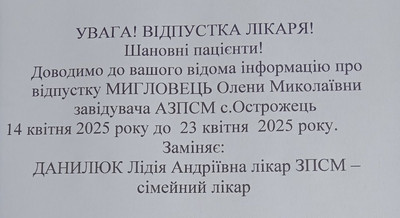 УВАГА! ВІДПУСТКА ЛІКАРЯ!
Шановні пацієнти!
Доводимо до вашого відома інформацію про
відпустку МИГЛОВЕЦЬ Олени Миколаївни
завідувача АЗПСМ с.Острожець
14 квітня 2025 року до 23 квітня 2025 року.
Заміняє:
ДАНИЛЮК Лідія Андріївна лікар ЗПСМ –
сімейний лікар